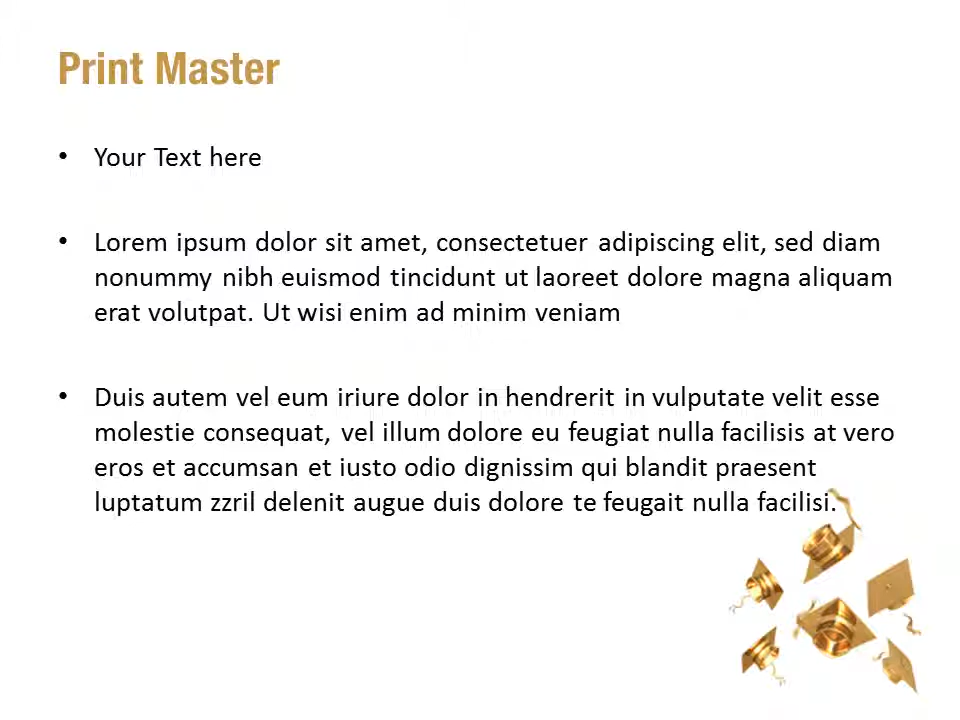 Print Master
• Your Text here
• Lorem ipsum dolor sit amet, consectetuer adipiscing elit, sed diam
nonummy nibh euismod tincidunt ut laoreet dolore magna aliquam
erat volutpat. Ut wisi enim ad minim veniam
• Duis autem vel eum iriure dolor in hendrerit in vulputate velit esse
molestie consequat, vel illum dolore eu feugiat nulla facilisis at vero
eros et accumsan et iusto odio dignissim qui blandit praesent
luptatum zzril delenit augue duis dolore te feugait nulla facilisi.